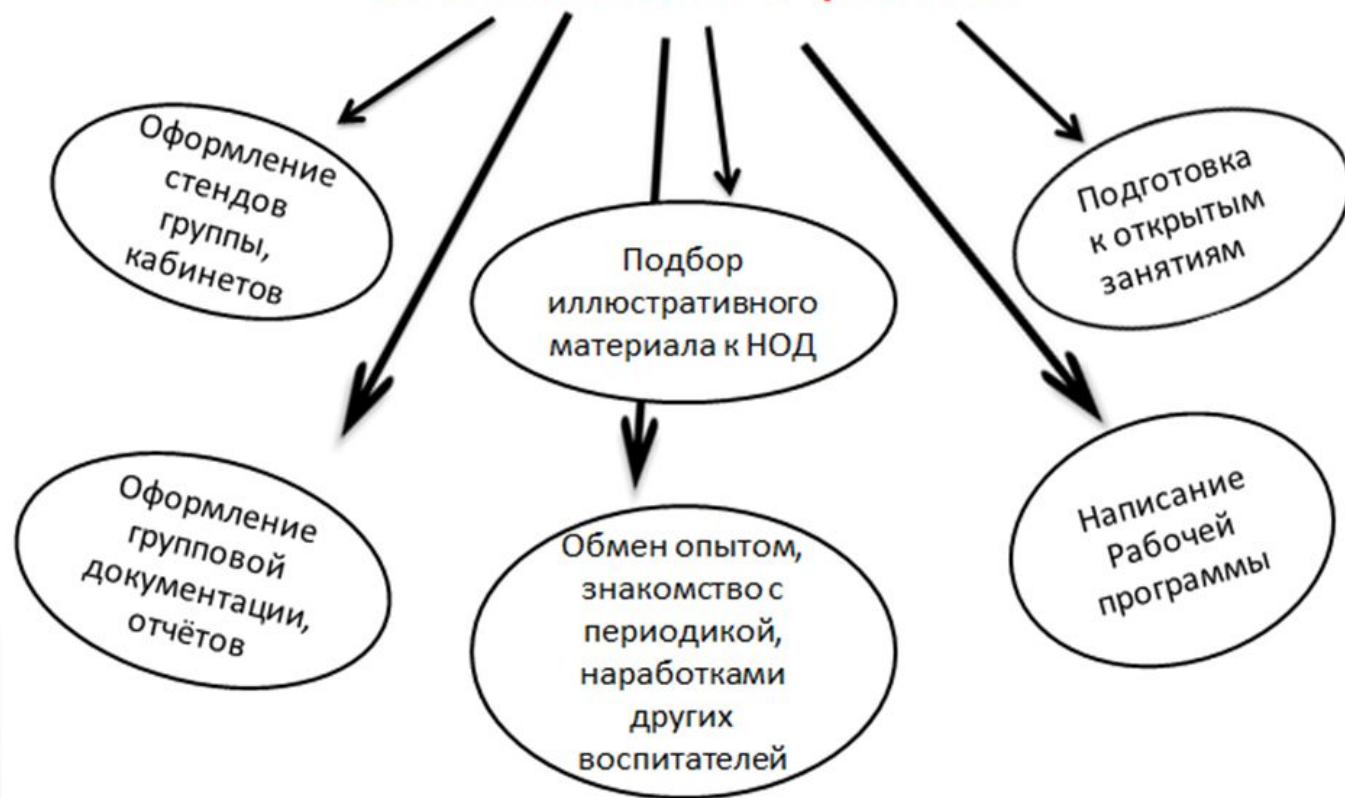 Оформление
стендов
группы,
кабинетов
Подбор
иллюстративного
материала к НОД
Подготовка
к открытым
занятиям
Оформление
групповой
документации,
отчётов
Обмен опытом,
знакомство с
периодикой,
наработками
других
воспитателей
Написание
Рабочей
программы